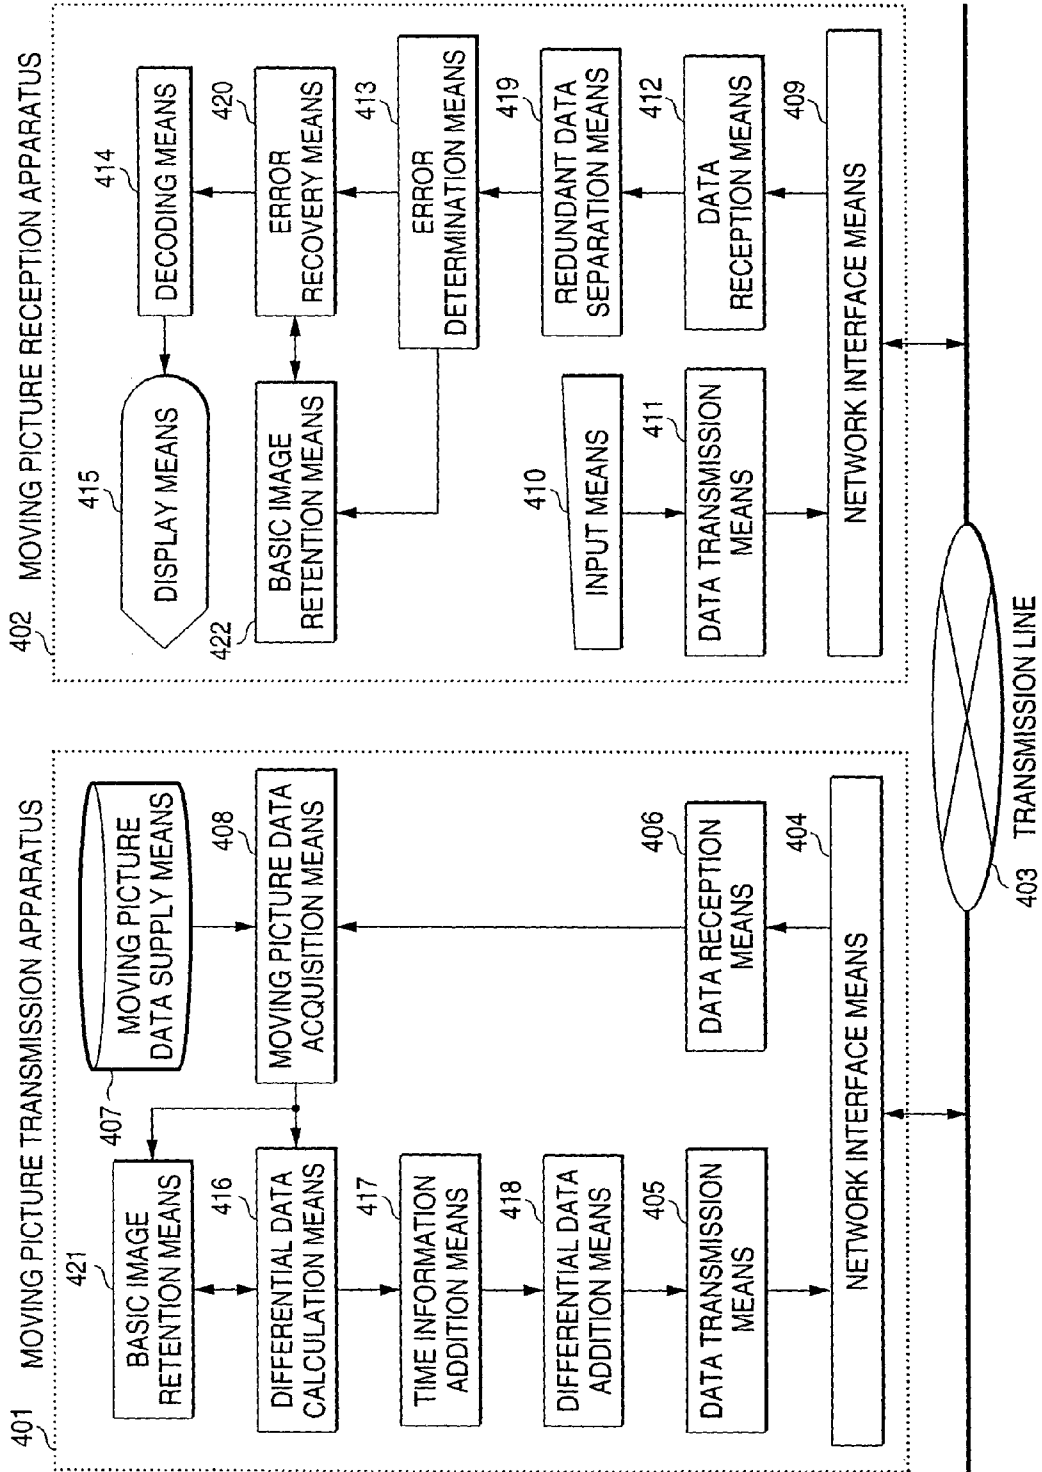 401
MOVING PICTURE TRANSMISSION APPARATUS
421
BASIC IMAGE
RETENTION MEANS
407
MOVING PICTURE
DATA SUPPLY MEANS
416
DIFFERENTIAL DATA
CALCULATION MEANS
408
MOVING PICTURE DATA
ACQUISITION MEANS
417
TIME INFORMATION
ADDITION MEANS
418
DIFFERENTIAL DATA
ADDITION MEANS
405
DATA TRANSMISSION
MEANS
406
DATA RECEPTION
MEANS
404
NETWORK INTERFACE MEANS
402
MOVING PICTURE RECEPTION APPARATUS
415
DISPLAY MEANS
414
DECODING MEANS
422
BASIC IMAGE
RETENTION MEANS
420
ERROR
RECOVERY MEANS
413
ERROR
DETERMINATION MEANS
410
INPUT MEANS
419
REDUNDANT DATA
SEPARATION MEANS
411
DATA TRANSMISSION
MEANS
412
DATA
RECEPTION MEANS
409
NETWORK INTERFACE MEANS
403
TRANSMISSION LINE